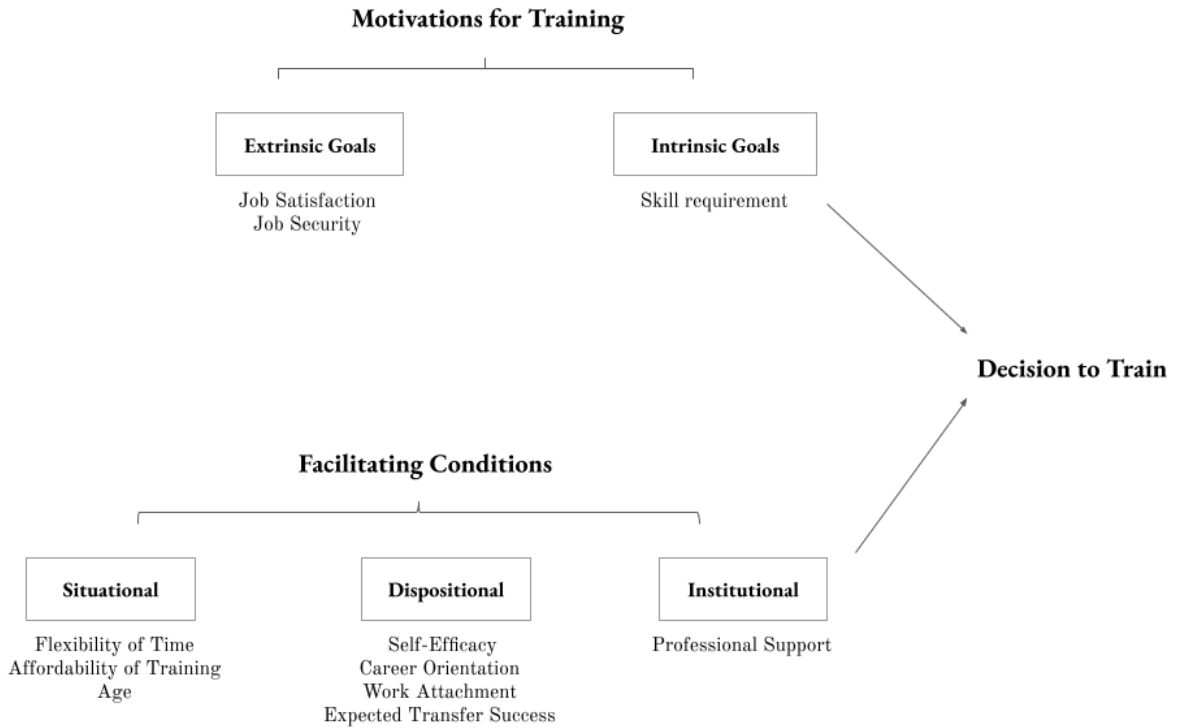 Motivations for Training
Extrinsic Goals
Job Satisfaction
Job Security
Intrinsic Goals
Skill requirement
Decision to Train
Facilitating Conditions
Situational
Flexibility of Time
Affordability of Training
Age
Dispositional
Self-Efficacy
Career Orientation
Work Attachment
Expected Transfer Success
Institutional
Professional Support